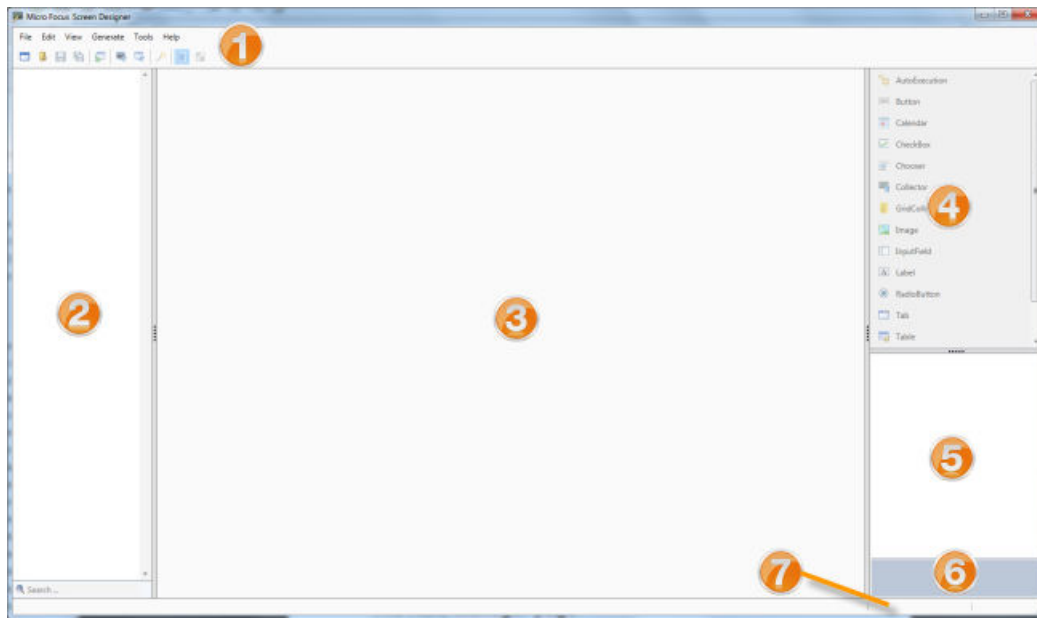 Micro Focus Screen Designer
File Edit View Generate Tools Help
1
AutoExecution
Button
Calendar
CheckBox
Chooser
Collector
4
Image
InputField
Label
RadioButton
Tab
Table
2
3
5
7
6
Search...